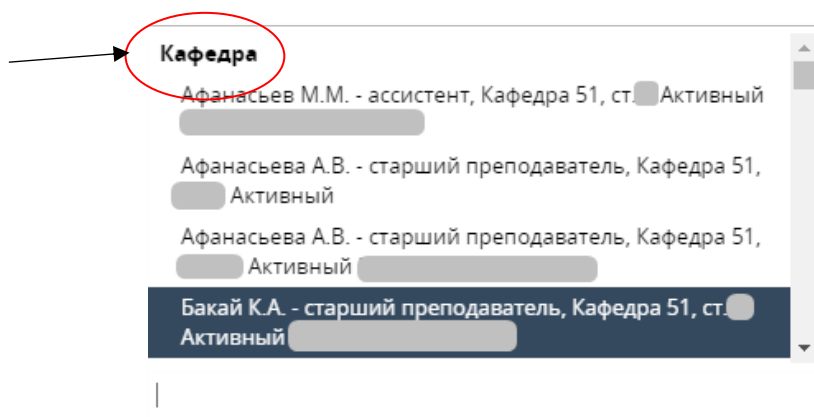 Кафедра
Афанасьев М.М. - ассистент, Кафедра 51, ст. Активный
Афанасьева А.В. - старший преподаватель, Кафедра 51,
Активный
Афанасьева А.В. - старший преподаватель, Кафедра 51,
Активный
Бакай К.А. - старший преподаватель, Кафедра 51, ст.
Активный